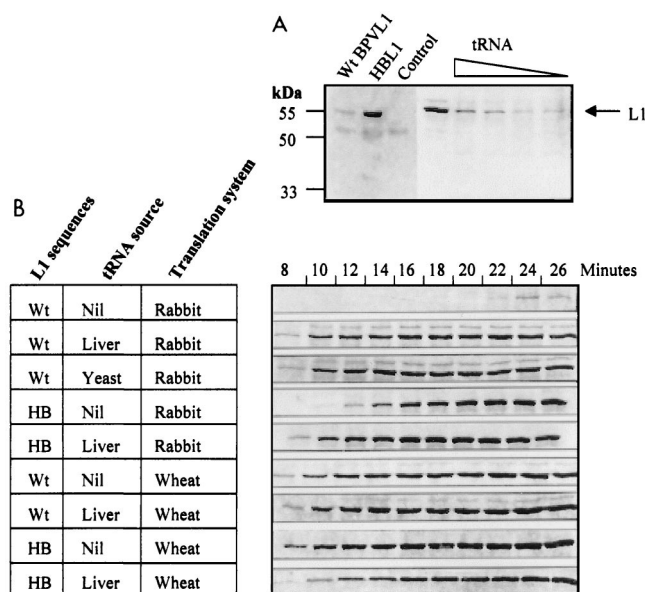 A
Wt BPVL1
HBL1
Control
tRNA
kDa
55
50
33
L1
B
L1 sequences
tRNA source
Translation system
8 10 12 14 16 18 20 22 24 26 Minutes
Wt Nil Rabbit
Wt Liver Rabbit
Wt Yeast Rabbit
HB Nil Rabbit
HB Liver Rabbit
Wt Nil Wheat
Wt Liver Wheat
HB Nil Wheat
HB Liver Wheat